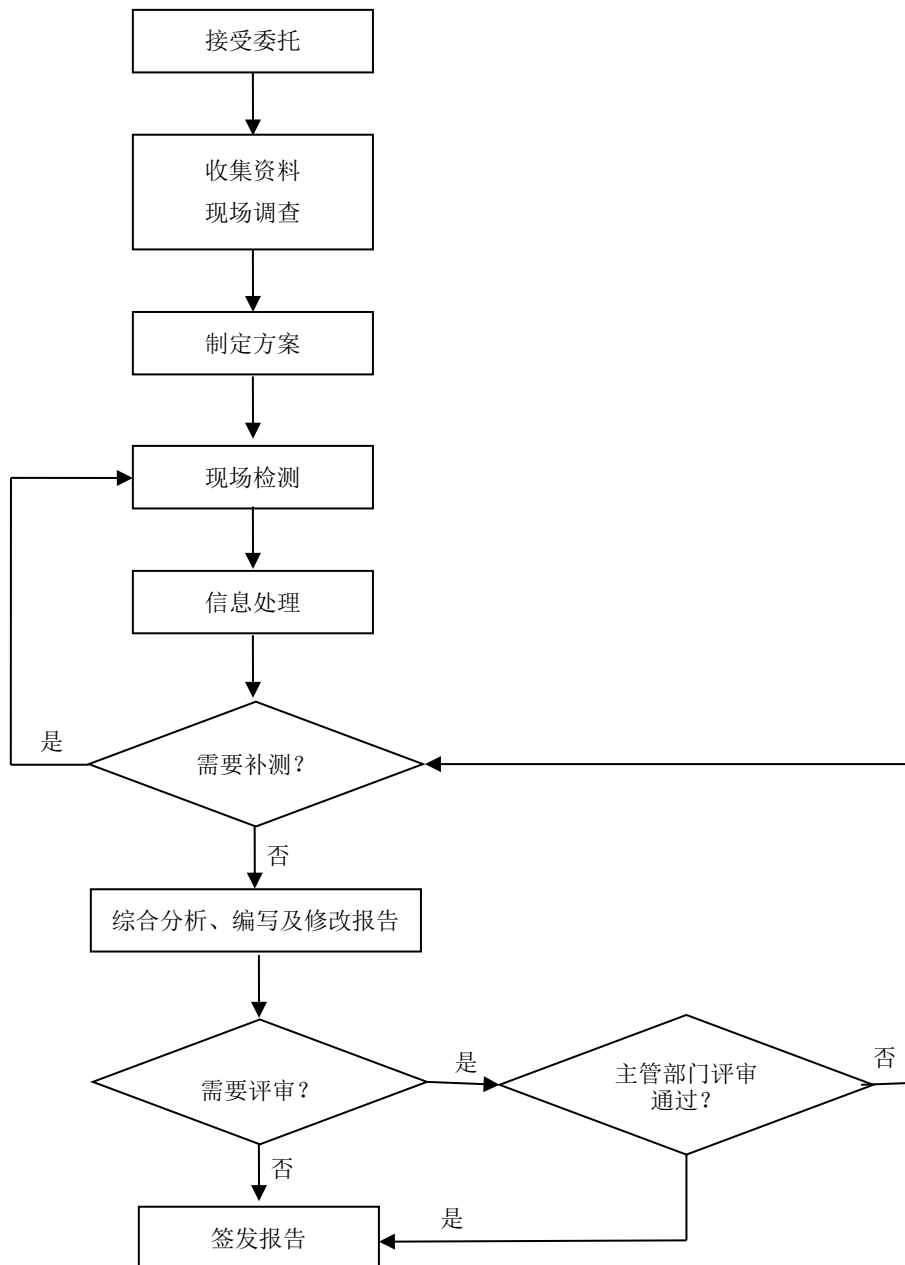 接受委托
收集资料
现场调查
制定方案
现场检测
信息处理
是
需要补测？
否
综合分析、编写及修改报告
需要评审？
是
主管部门评审
通过？
否
否
是
签发报告